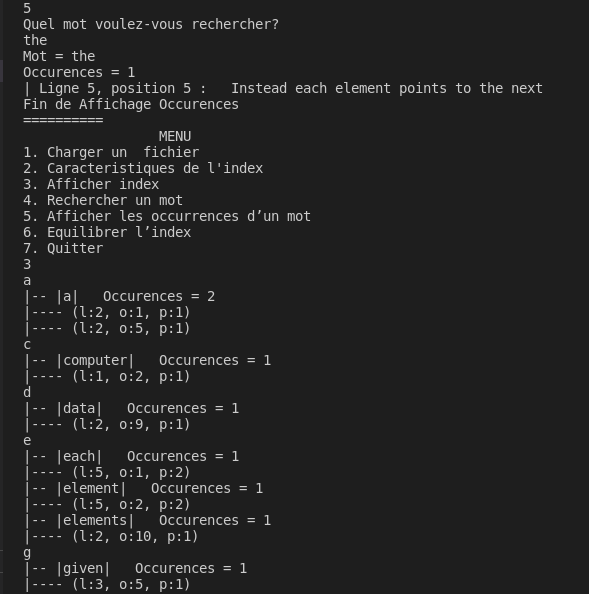 5
Quel mot voulez-vous rechercher?
the
Mot = the
Occurences = 1
| Ligne 5, position 5 :   Instead each element points to the next
Fin de Affichage Occurences
==========
                 MENU
1. Charger un  fichier
2. Caracteristiques de l'index
3. Afficher index
4. Rechercher un mot
5. Afficher les occurrences d’un mot
6. Equilibrer l’index
7. Quitter
3
a
|-- |a|   Occurences = 2
|---- (l:2, o:1, p:1)
|---- (l:2, o:5, p:1)
c
|-- |computer|   Occurences = 1
|---- (l:1, o:2, p:1)
d
|-- |data|   Occurences = 1
|---- (l:2, o:9, p:1)
e
|-- |each|   Occurences = 1
|---- (l:5, o:1, p:2)
|-- |element|   Occurences = 1
|---- (l:5, o:2, p:2)
|-- |elements|   Occurences = 1
|---- (l:2, o:10, p:1)
g
|-- |given|   Occurences = 1
|---- (l:3, o:5, p:1)